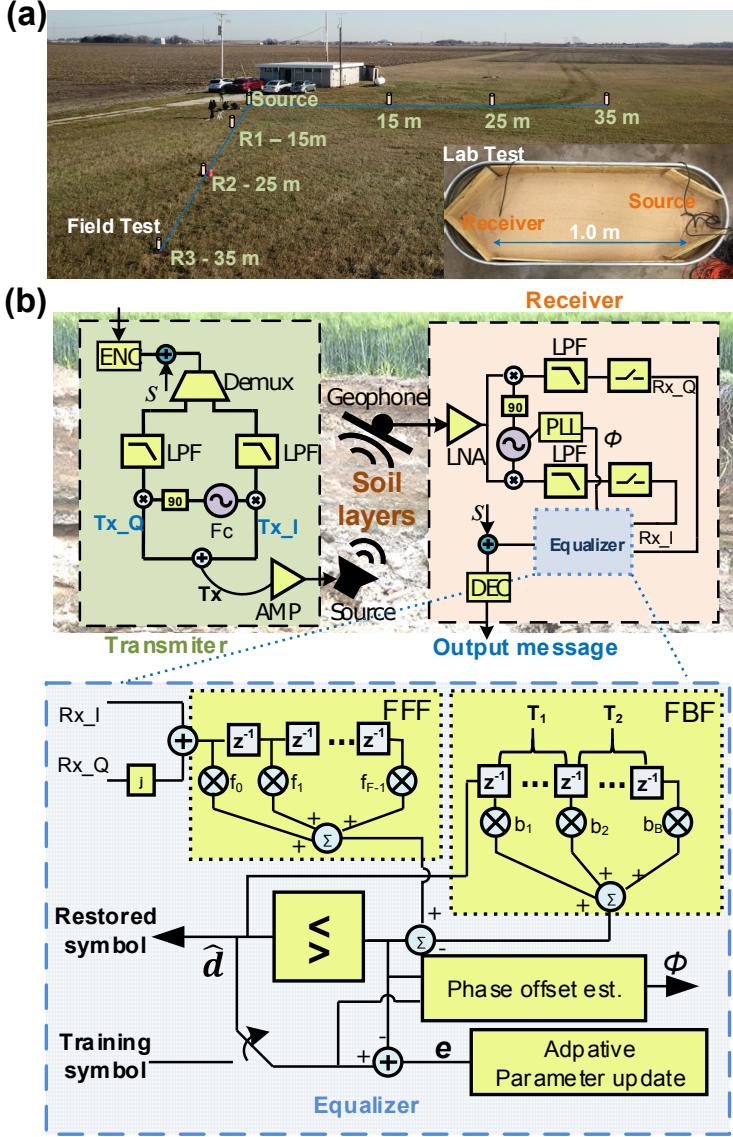 (a)
Source
15 m
25 m
35 m
R1 – 15m
R2 - 25 m
R3 - 35 m
Field Test
Lab Test
Source
Receiver
1.0 m
(b)
Receiver
ENC
S
Demux
LPF
LPF
90
Fc
Tx_Q
Tx_I
Tx
AMP
Transmiter
Geophone
Soil
layers
Source
LNA
90
LPF
Rx_Q
PLL
Φ
LPF
Rx_I
S
Equalizer
DEC
Output message
Rx_I
Rx_Q
j
FFF
z-1
z-1
...
z-1
f0
f1
fF-1
+
+
+
Σ
FBF
T1
T2
z-1
...
z-1
...
z-1
b1
b2
bB
+
+
+
Σ
Restored
symbol
d̂
<
>
+
Σ
-
Phase offset est.
Φ
Training
symbol
-
+
+
e
Adpative
Parameter update
Equalizer